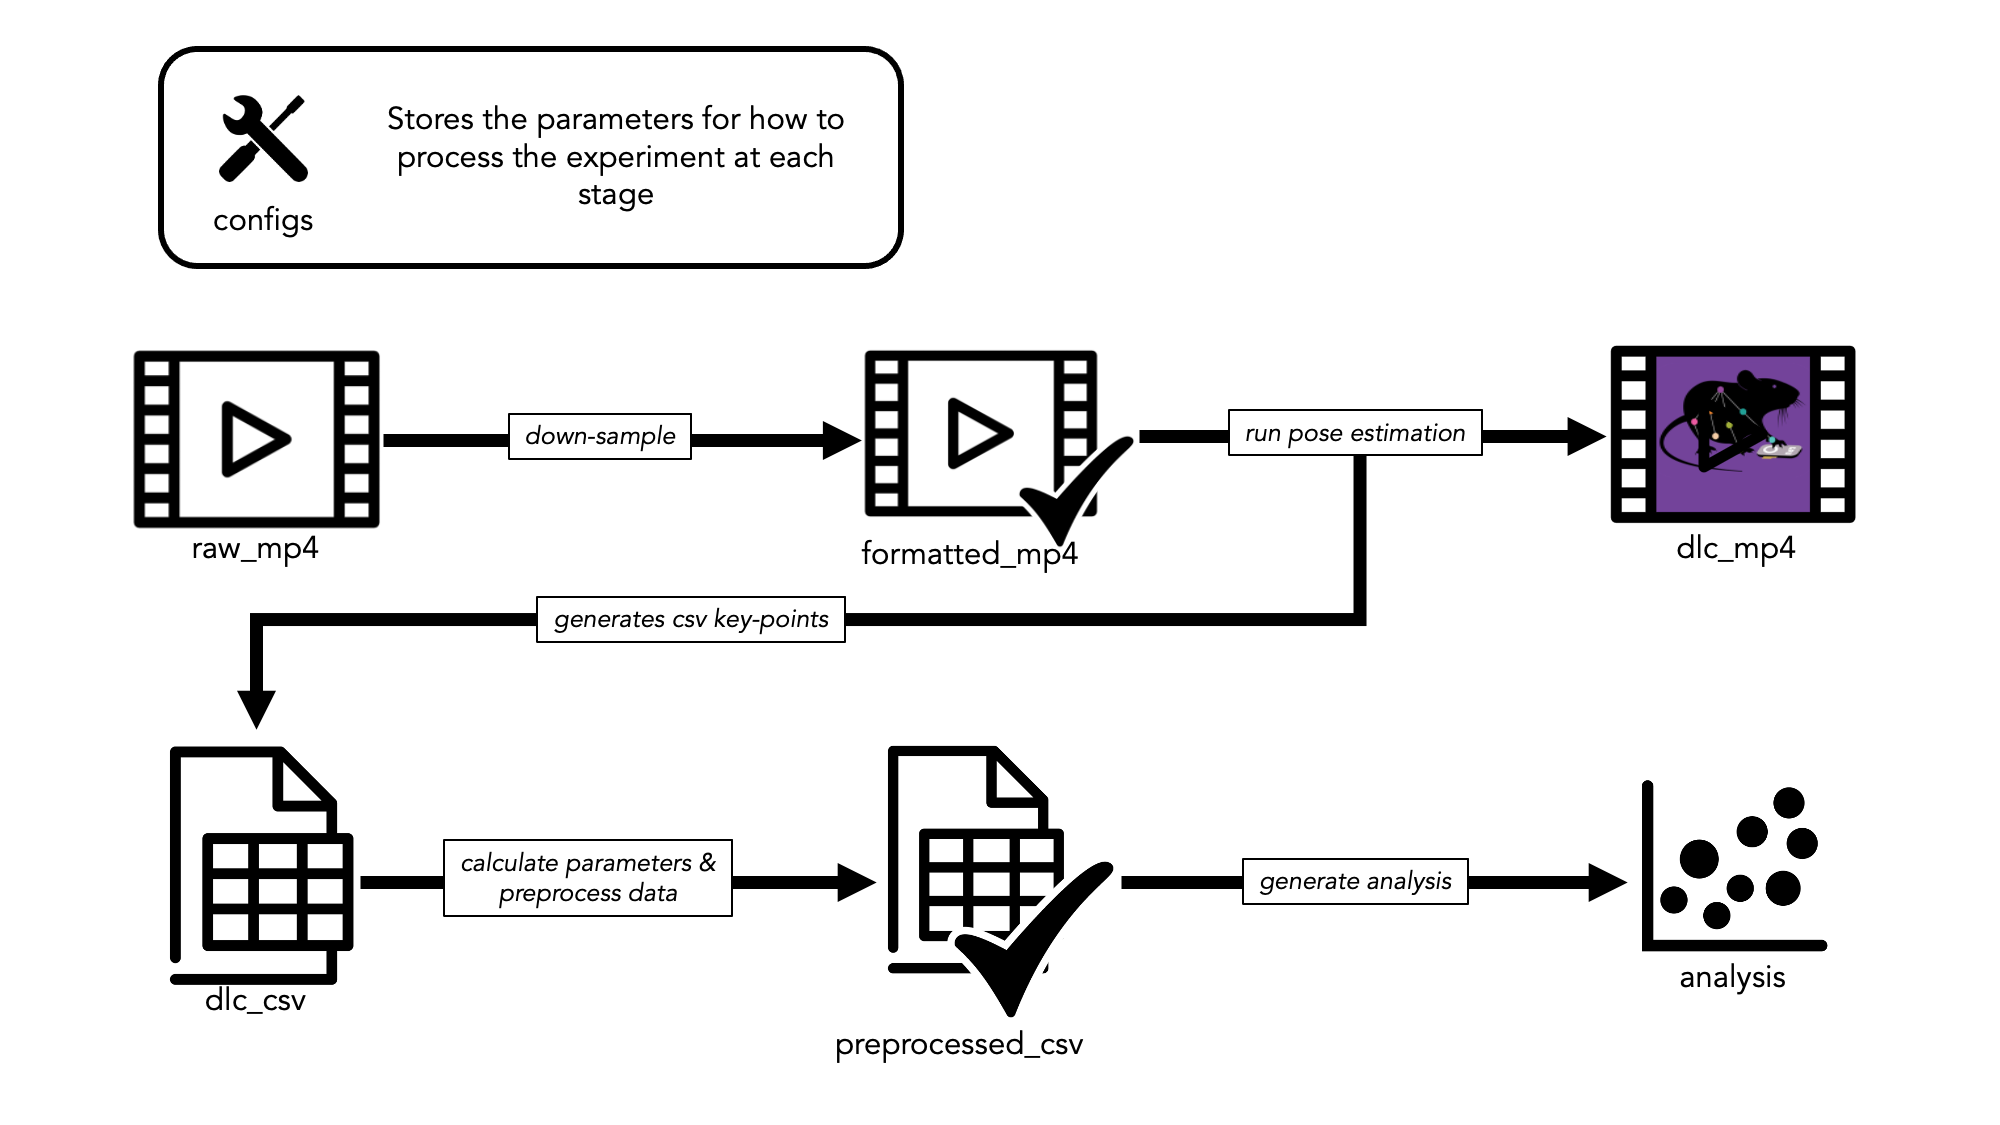 Stores the parameters for how to
process the experiment at each
stage
configs
down-sample
run pose estimation
raw_mp4
formatted_mp4
dlc_mp4
generates csv key-points
calculate parameters &
preprocess data
generate analysis
dlc_csv
preprocessed_csv
analysis